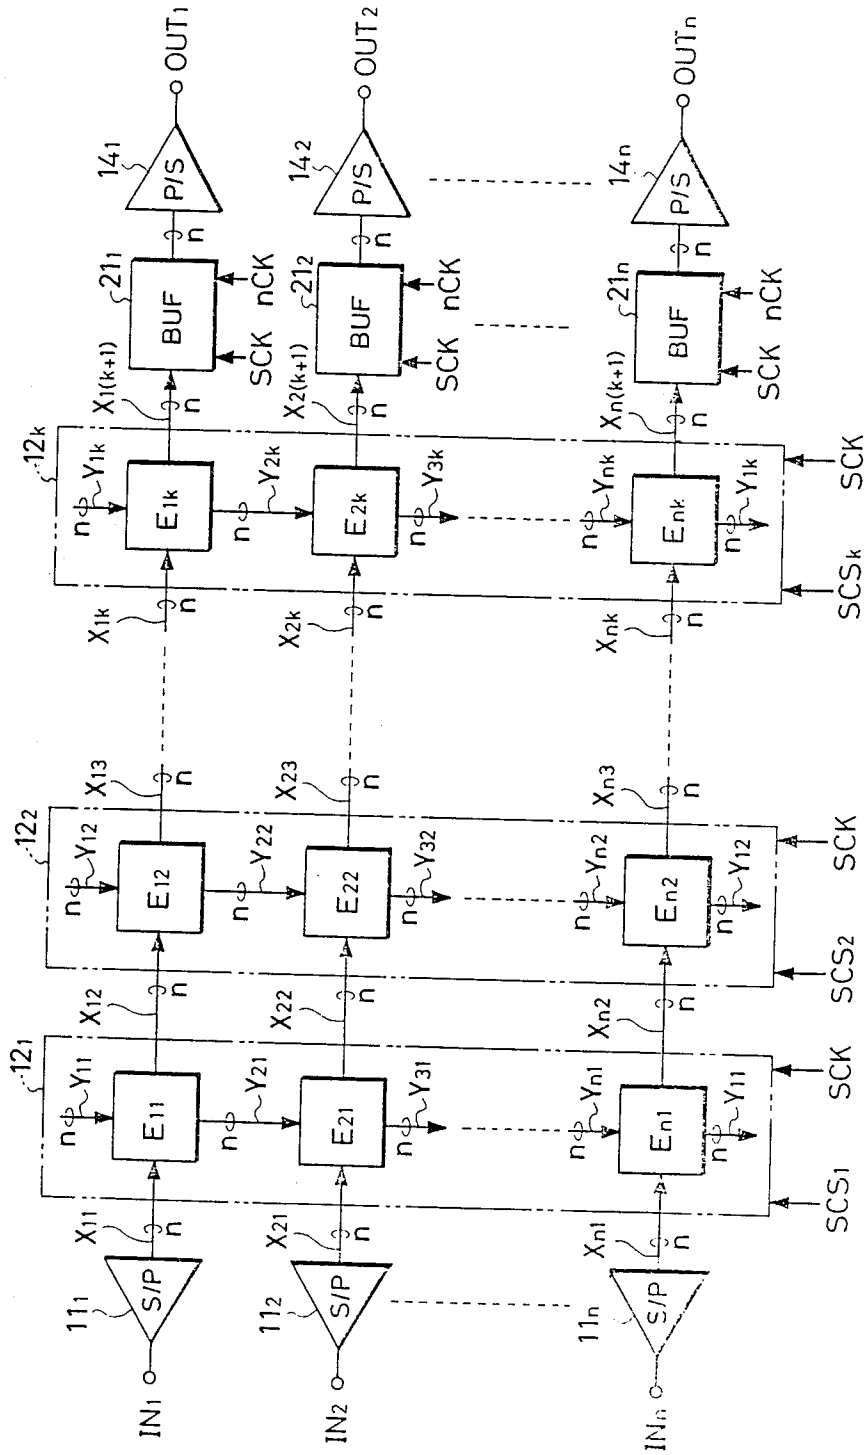 IN₁
11₁
S/P
X₁₁
n
12₁
n
Y₁₁
E₁₁
X₁₂
n
12₂
n
Y₁₂
E₁₂
X₁₃
n
X₁ₖ
n
12ₖ
n
Y₁ₖ
E₁ₖ
X₁₍ₖ₊₁₎
n
21₁
BUF
SCK
nCK
n
14₁
P/S
OUT₁
n
Y₂₁
n
Y₂₂
n
Y₂ₖ
IN₂
11₂
S/P
X₂₁
n
E₂₁
X₂₂
n
E₂₂
X₂₃
n
X₂ₖ
n
E₂ₖ
X₂₍ₖ₊₁₎
n
21₂
BUF
SCK
nCK
n
14₂
P/S
OUT₂
n
Y₃₁
n
Y₃₂
n
Y₃ₖ
n
Yₙ₁
n
Yₙ₂
n
Yₙₖ
INₙ
11ₙ
S/P
Xₙ₁
n
Eₙ₁
Xₙ₂
n
Eₙ₂
Xₙ₃
n
Xₙₖ
n
Eₙₖ
Xₙ₍ₖ₊₁₎
n
21ₙ
BUF
SCK
nCK
n
14ₙ
P/S
OUTₙ
n
Y₁₁
n
Y₁₂
n
Y₁ₖ
SCS₁
SCK
SCS₂
SCK
SCSₖ
SCK